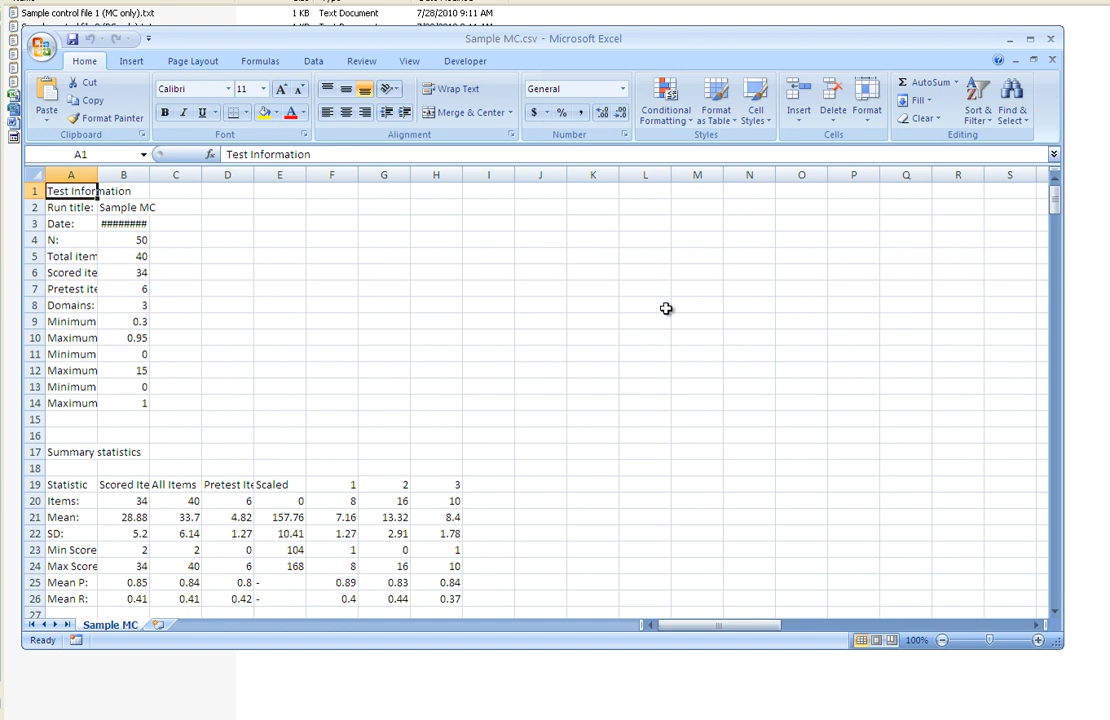 Sample control file 1 (MC only).txt 1 KB Text Document 7/28/2010 9:11 AM
Sample MC.csv - Microsoft Excel
Home Insert Page Layout Formulas Data Review View Developer
Cut
Calibri 11 A A Wrap Text General AutoSum
Paste Copy Fill
Format Painter B I U A Merge & Center $ % , Conditional Formatting Format as Table Cell Styles Insert Delete Format Clear Sort & Filter Find & Select
Clipboard Font Alignment Number Styles Cells Editing
A1 fx Test Information
A B C D E F G H I J K L M N O P Q R S
1 Test Information
2 Run title: Sample MC
3 Date: ########
4 N: 50
5 Total item 40
6 Scored ite 34
7 Pretest ite 6
8 Domains: 3
9 Minimum 0.3
10 Maximum 0.95
11 Minimum 0
12 Maximum 15
13 Minimum 0
14 Maximum 1
15
16
17 Summary statistics
18
19 Statistic Scored Ite All Items Pretest Ite Scaled 1 2 3
20 Items: 34 40 6 0 8 16 10
21 Mean: 28.88 33.7 4.82 157.76 7.16 13.32 8.4
22 SD: 5.2 6.14 1.27 10.41 1.27 2.91 1.78
23 Min Score 2 2 0 104 1 0 1
24 Max Score 34 40 6 168 8 16 10
25 Mean P: 0.85 0.84 0.8 - 0.89 0.83 0.84
26 Mean R: 0.41 0.41 0.42 - 0.4 0.44 0.37
27
Sample MC
Ready 100%